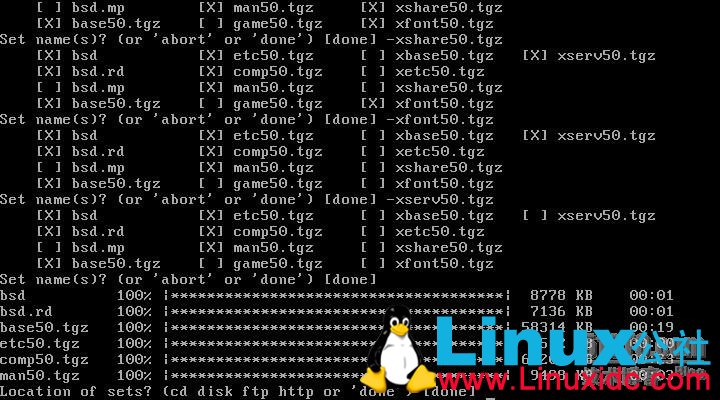 [ ] bsd.mp [X] man50.tgz [X] xshare50.tgz
[X] base50.tgz [ ] game50.tgz [X] xfont50.tgz
Set name(s)? (or 'abort' or 'done') [done] -xshare50.tgz
[X] bsd [X] etc50.tgz [ ] xbase50.tgz [X] xserv50.tgz
[X] bsd.rd [X] comp50.tgz [ ] xetc50.tgz
[ ] bsd.mp [X] man50.tgz [ ] xshare50.tgz
[X] base50.tgz [ ] game50.tgz [X] xfont50.tgz
Set name(s)? (or 'abort' or 'done') [done] -xfont50.tgz
[X] bsd [X] etc50.tgz [ ] xbase50.tgz [X] xserv50.tgz
[X] bsd.rd [X] comp50.tgz [ ] xetc50.tgz
[ ] bsd.mp [X] man50.tgz [ ] xshare50.tgz
[X] base50.tgz [ ] game50.tgz [ ] xfont50.tgz
Set name(s)? (or 'abort' or 'done') [done] -xserv50.tgz
[X] bsd [X] etc50.tgz [ ] xbase50.tgz [ ] xserv50.tgz
[X] bsd.rd [X] comp50.tgz [ ] xetc50.tgz
[ ] bsd.mp [X] man50.tgz [ ] xshare50.tgz
[X] base50.tgz [ ] game50.tgz [ ] xfont50.tgz
Set name(s)? (or 'abort' or 'done') [done]
bsd 100% |*************************************| 8778 KB 00:01
bsd.rd 100% |*************************************| 7136 KB 00:01
base50.tgz 100% |*************************************| 58314 KB 00:19
etc50.tgz 100%
comp50.tgz 100%
man50.tgz 100%
Location of sets? (cd disk ftp http or 'done'
Linux公社
www.Linuxidc.com